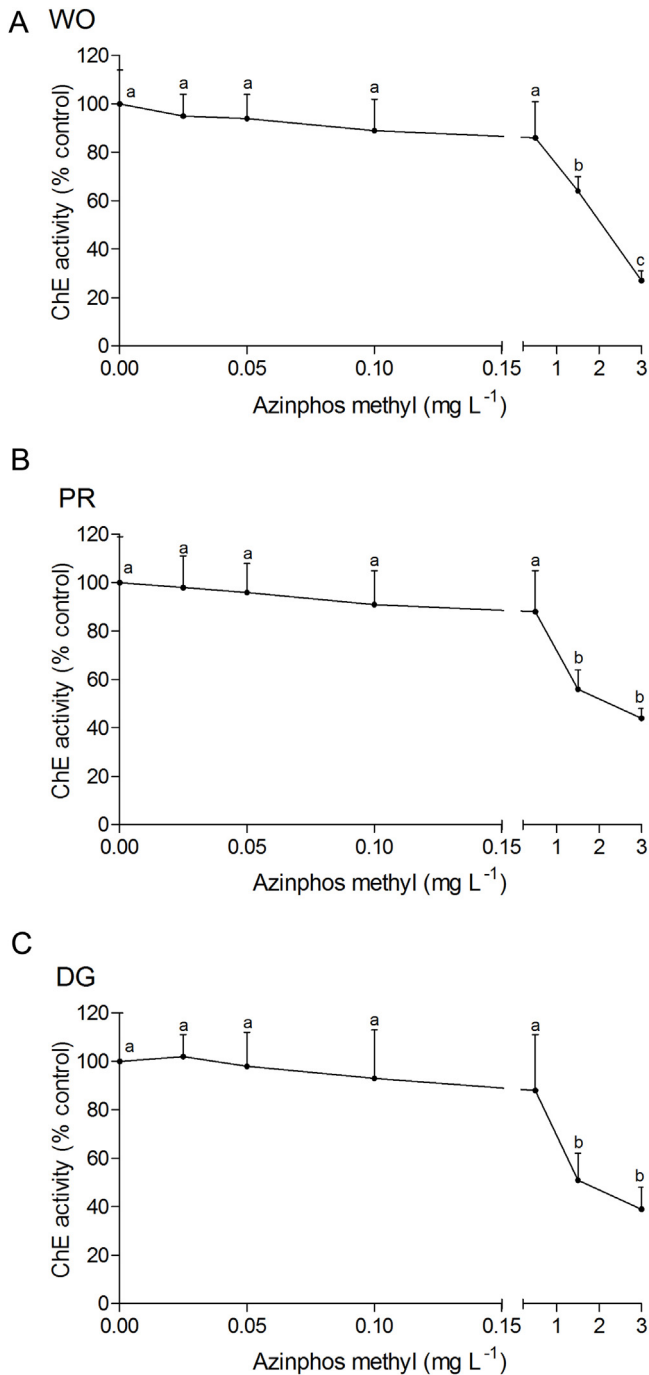 A WO
120
100
80
60
40
20
0
ChE activity (% control)
a a a a a b c
0.00 0.05 0.10 0.15 1 2 3
Azinphos methyl (mg L⁻¹)
B
PR
120
100
80
60
40
20
0
ChE activity (% control)
a a a a a b b
0.00 0.05 0.10 0.15 1 2 3
Azinphos methyl (mg L⁻¹)
C
DG
120
100
80
60
40
20
0
ChE activity (% control)
a a a a a b b
0.00 0.05 0.10 0.15 1 2 3
Azinphos methyl (mg L⁻¹)